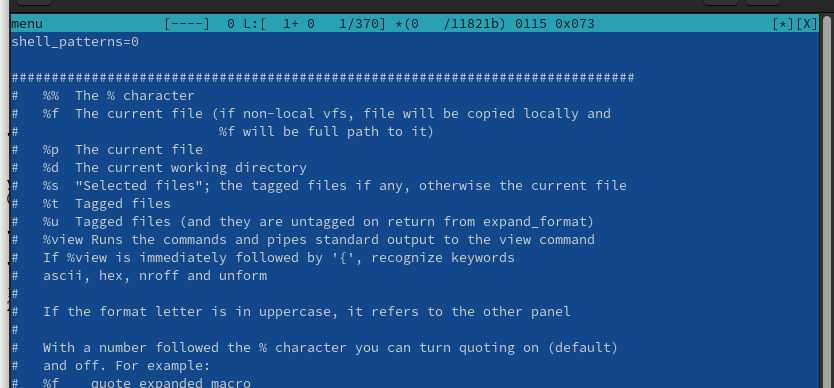 menu [----] 0 L:[ 1+ 0 1/370] *(0 /11821b) 0115 0x073 [*][X]
shell_patterns=0
##############################################################################
# %% The % character
# %f The current file (if non-local vfs, file will be copied locally and
# %f will be full path to it)
# %p The current file
# %d The current working directory
# %s "Selected files"; the tagged files if any, otherwise the current file
# %t Tagged files
# %u Tagged files (and they are untagged on return from expand_format)
# %view Runs the commands and pipes standard output to the view command
# If %view is immediately followed by '{', recognize keywords
# ascii, hex, nroff and unform
#
# If the format letter is in uppercase, it refers to the other panel
#
# With a number followed the % character you can turn quoting on (default)
# and off. For example:
# %f quote expanded macro